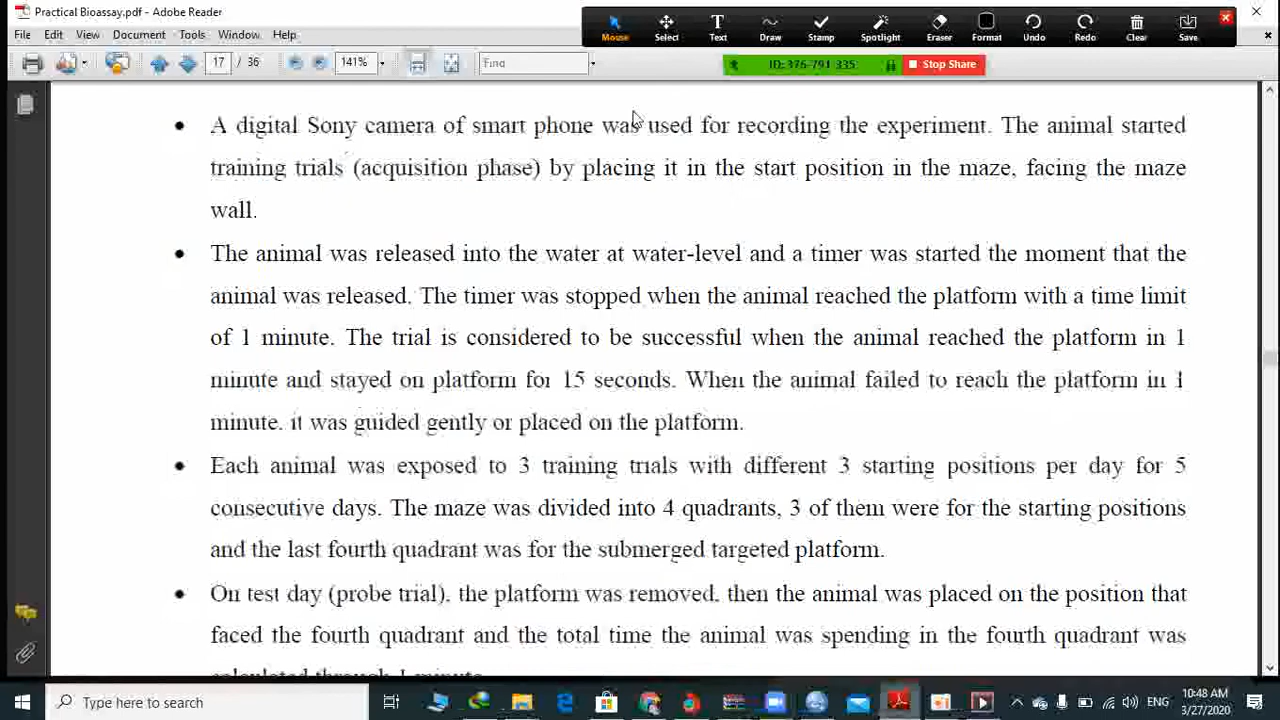 Practical Bioassay.pdf - Adobe Reader
File Edit View Document Tools Window Help
Mouse Select Text Draw Stamp Spotlight Eraser Format Undo Redo Clear Save
17 / 36 141% Find
ID: 376-791-335 Stop Share
• A digital Sony camera of smart phone was used for recording the experiment. The animal started
training trials (acquisition phase) by placing it in the start position in the maze, facing the maze
wall.
• The animal was released into the water at water-level and a timer was started the moment that the
animal was released. The timer was stopped when the animal reached the platform with a time limit
of 1 minute. The trial is considered to be successful when the animal reached the platform in 1
minute and stayed on platform for 15 seconds. When the animal failed to reach the platform in 1
minute, it was guided gently or placed on the platform.
• Each animal was exposed to 3 training trials with different 3 starting positions per day for 5
consecutive days. The maze was divided into 4 quadrants, 3 of them were for the starting positions
and the last fourth quadrant was for the submerged targeted platform.
• On test day (probe trial), the platform was removed, then the animal was placed on the position that
faced the fourth quadrant and the total time the animal was spending in the fourth quadrant was
calculated through 1 minute.
Type here to search
ENG
10:48 AM
3/27/2020